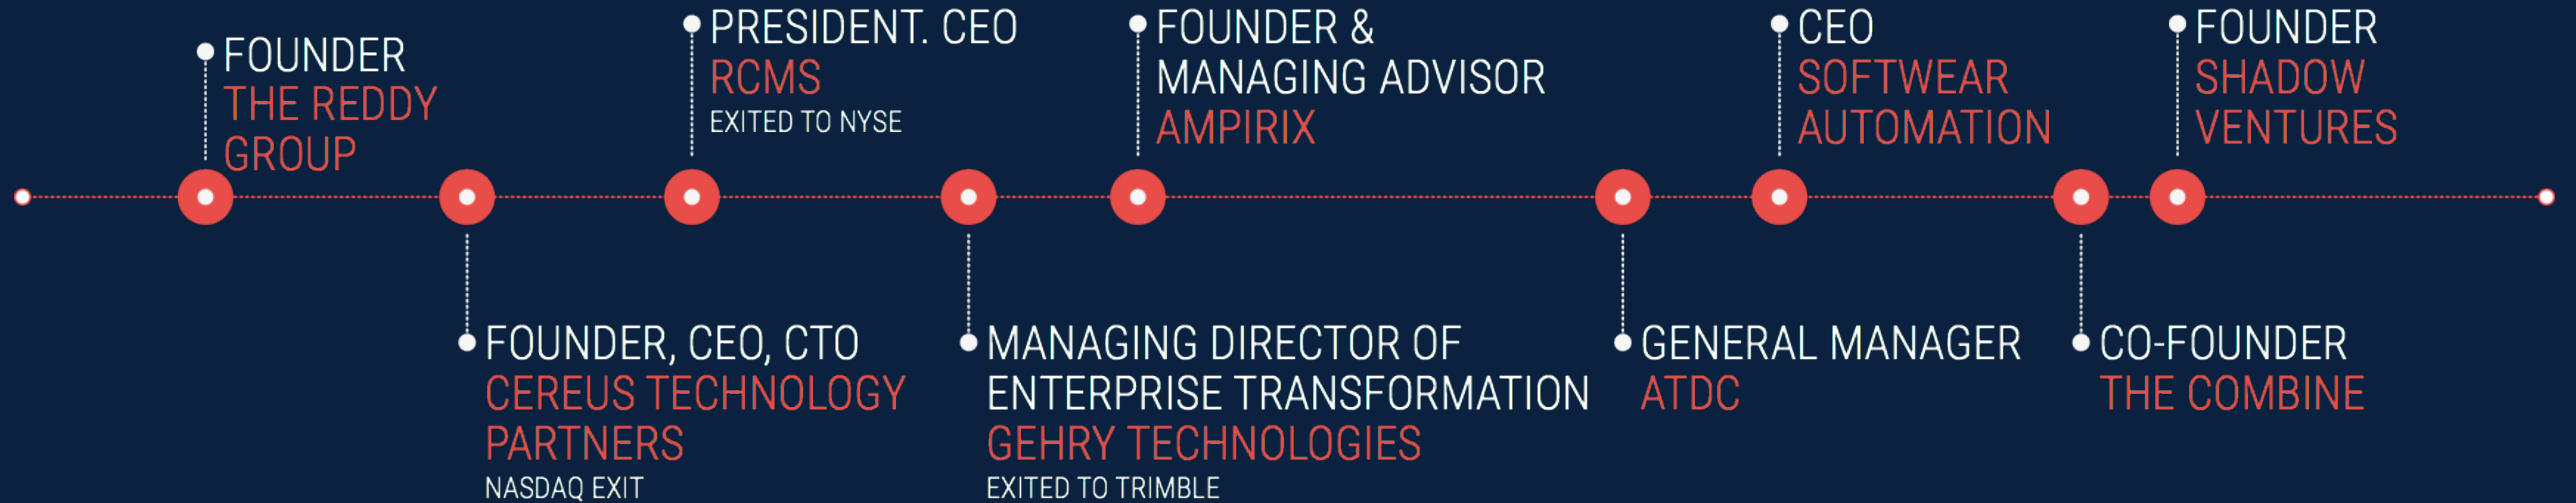 FOUNDER
THE REDDY
GROUP
FOUNDER, CEO, CTO
CEREUS TECHNOLOGY
PARTNERS
NASDAQ EXIT
PRESIDENT. CEO
RCMS
EXITED TO NYSE
MANAGING DIRECTOR OF
ENTERPRISE TRANSFORMATION
GEHRY TECHNOLOGIES
EXITED TO TRIMBLE
FOUNDER &
MANAGING ADVISOR
AMPIRIX
GENERAL MANAGER
ATDC
CEO
SOFTWEAR
AUTOMATION
CO-FOUNDER
THE COMBINE
FOUNDER
SHADOW
VENTURES